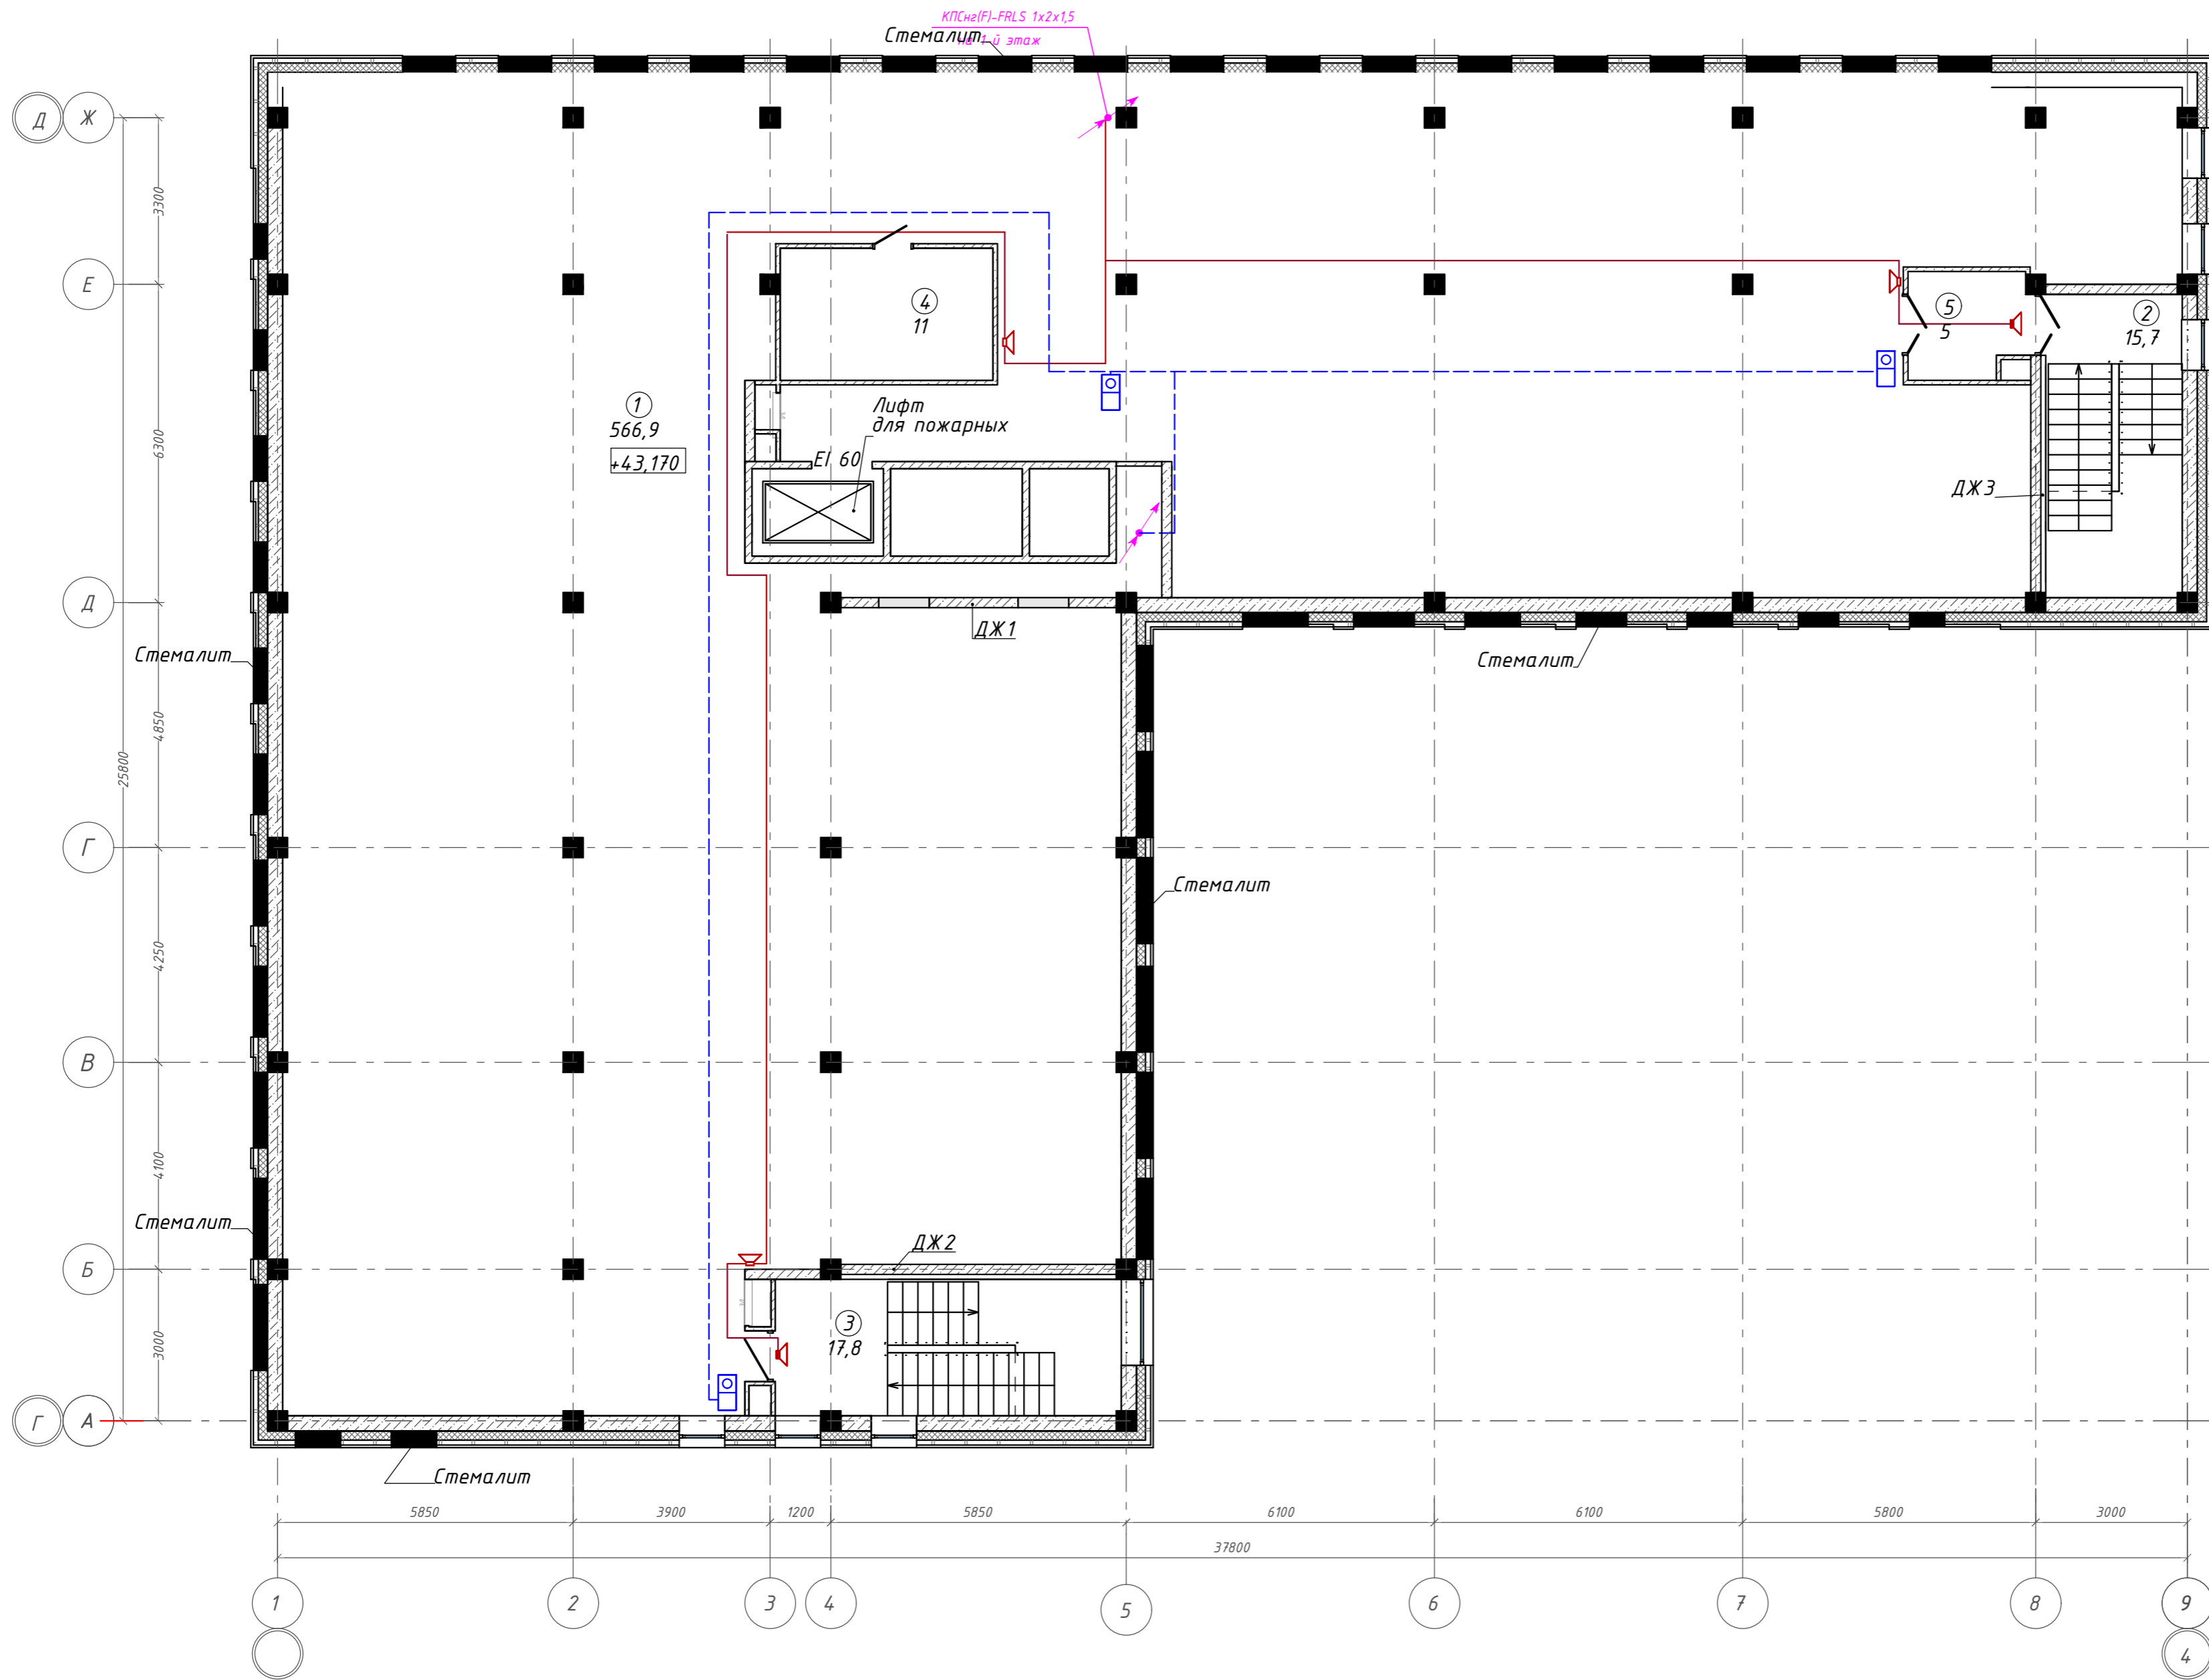 КПСнг(F)-FRLS 1x2x1,5
на 1-й этаж
Стемалит
Д
Ж
3300
Е
4
11
5
5
2
15,7
1
566,9
+43,170
Лифт
для пожарных
EI 60
6300
ДЖ3
Д
ДЖ1
Стемалит
Стемалит
4850
25800
Г
Стемалит
4250
В
4100
Стемалит
ДЖ2
Б
3
17,8
3000
Г
А
Стемалит
5850
3900
1200
5850
6100
6100
5800
3000
37800
1
2
3
4
5
6
7
8
9
4